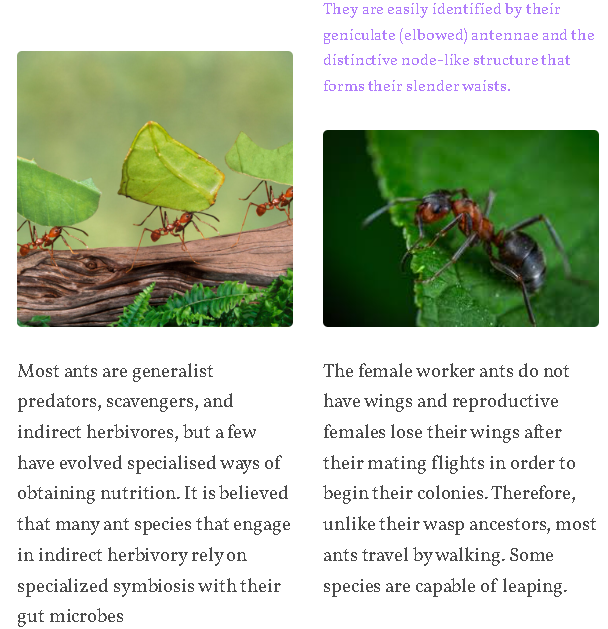 They are easily identified by their
geniculate (elbowed) antennae and the
distinctive node-like structure that
forms their slender waists.
Most ants are generalist
predators, scavengers, and
indirect herbivores, but a few
have evolved specialised ways of
obtaining nutrition. It is believed
that many ant species that engage
in indirect herbivory rely on
specialized symbiosis with their
gut microbes
The female worker ants do not
have wings and reproductive
females lose their wings after
their mating flights in order to
begin their colonies. Therefore,
unlike their wasp ancestors, most
ants travel by walking. Some
species are capable of leaping.